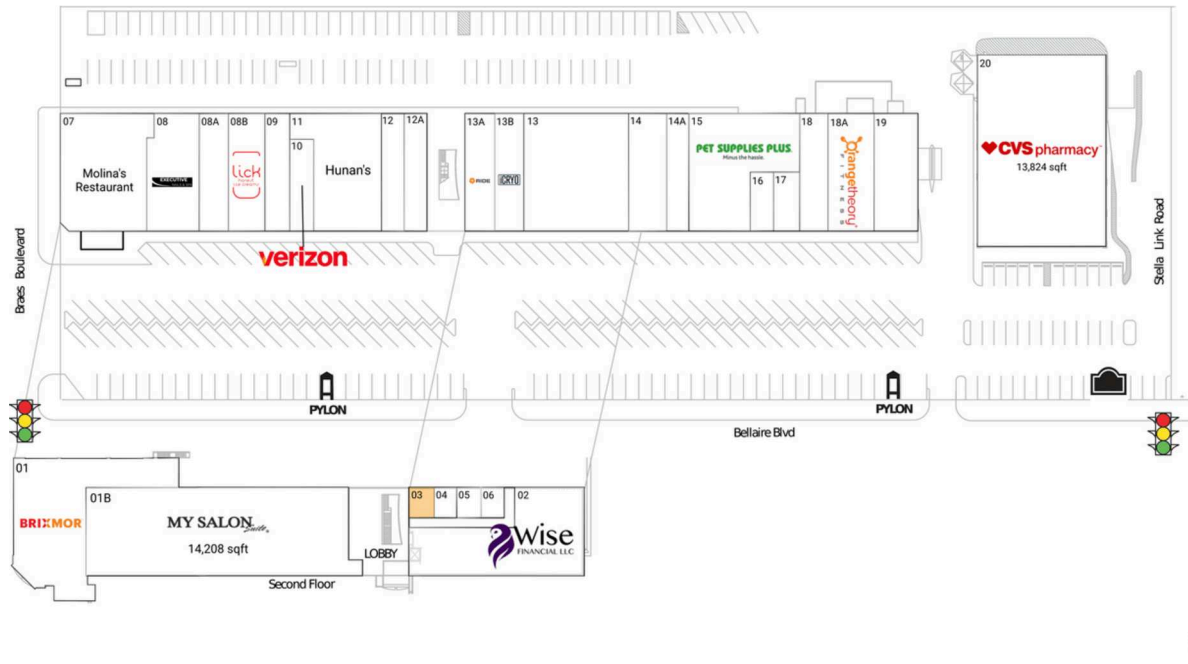 20
07
08
08A
08B
09
11
12
12A
13A
13B
13
14
14A
15
18
18A
19
10
PET SUPPLIES PLUS.
Minus the hassle.
CVS pharmacy
13,824 sqft
Molina's
Restaurant
EXECUTIVE
lick
Hunan's
RIDE
CRYO
16
17
Orangetheory
FITNESS
verizon
Braes Boulevard
Stella Link Road
PYLON
PYLON
Bellaire Blvd
01
01B
03
04
05
06
02
BRIXMOR
MY SALON
Suite
14,208 sqft
LOBBY
Wise
FINANCIAL LLC
Second Floor